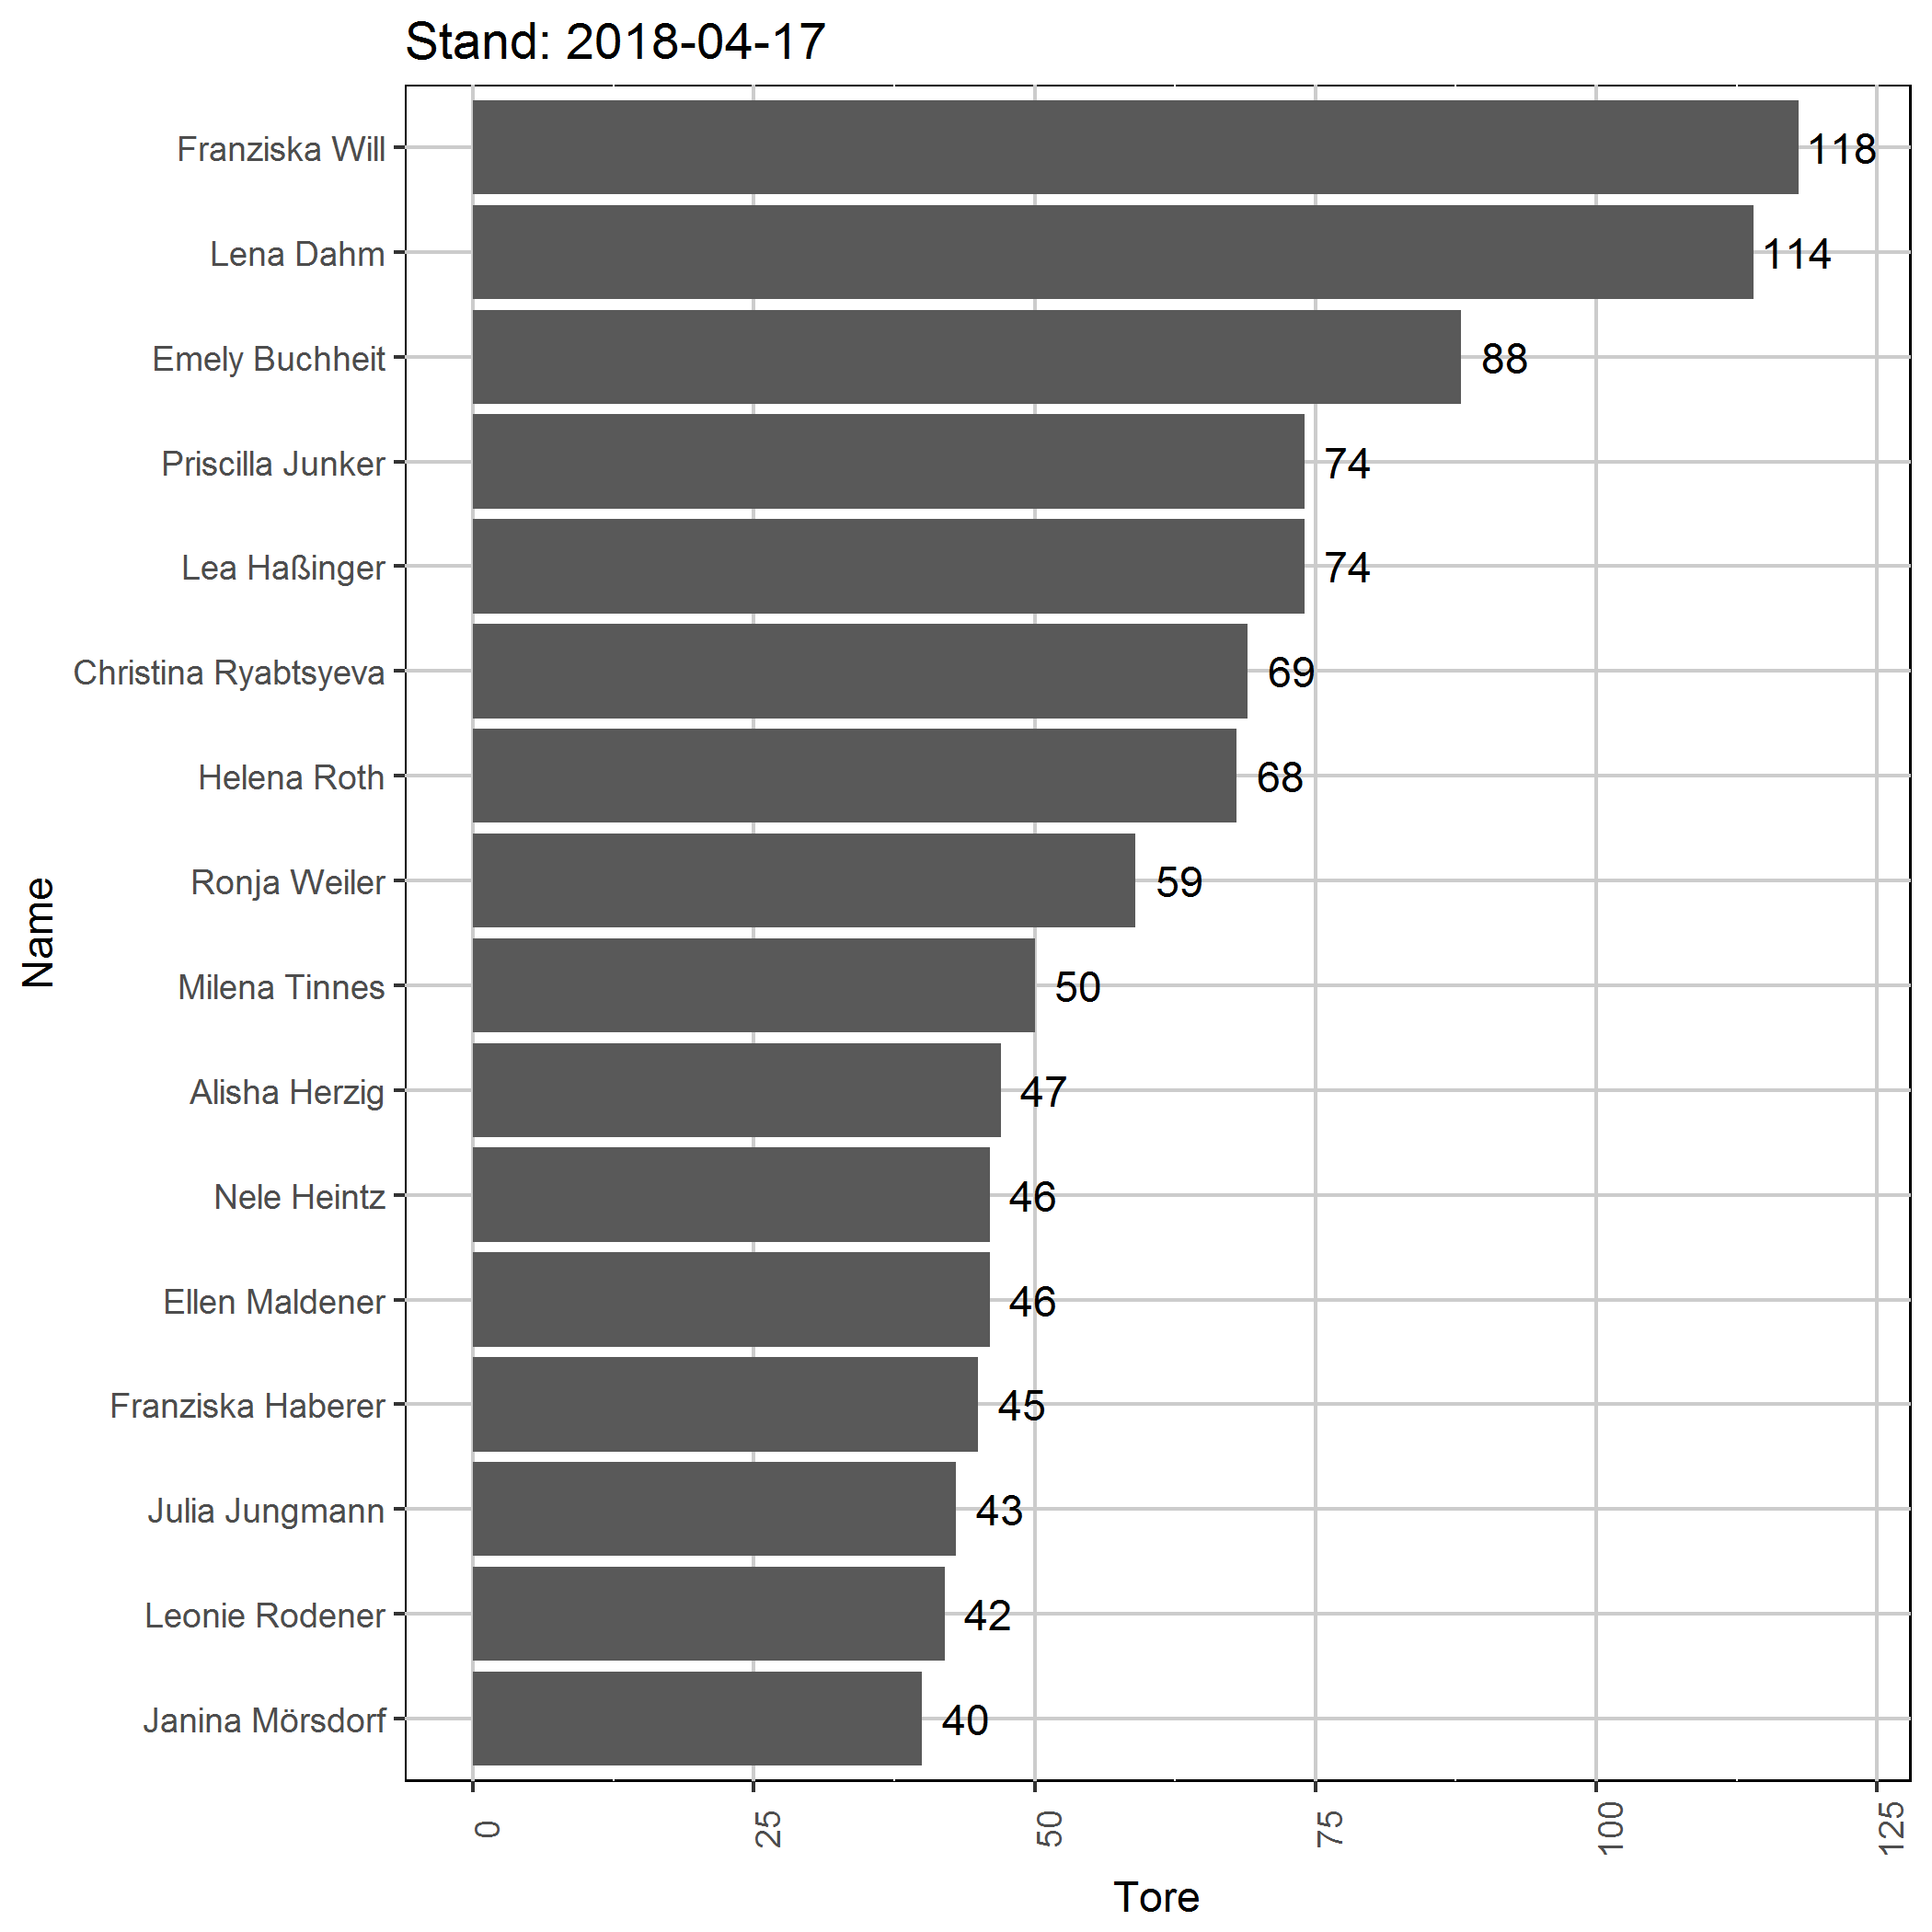 Stand: 2018-04-17
Franziska Will 118
Lena Dahm 114
Emely Buchheit 88
Priscilla Junker 74
Lea Haßinger 74
Christina Ryabtsyeva 69
Helena Roth 68
Ronja Weiler 59
Milena Tinnes 50
Alisha Herzig 47
Nele Heintz 46
Ellen Maldener 46
Franziska Haberer 45
Julia Jungmann 43
Leonie Rodener 42
Janina Mörsdorf 40
Name
0 25 50 75 100 125
Tore